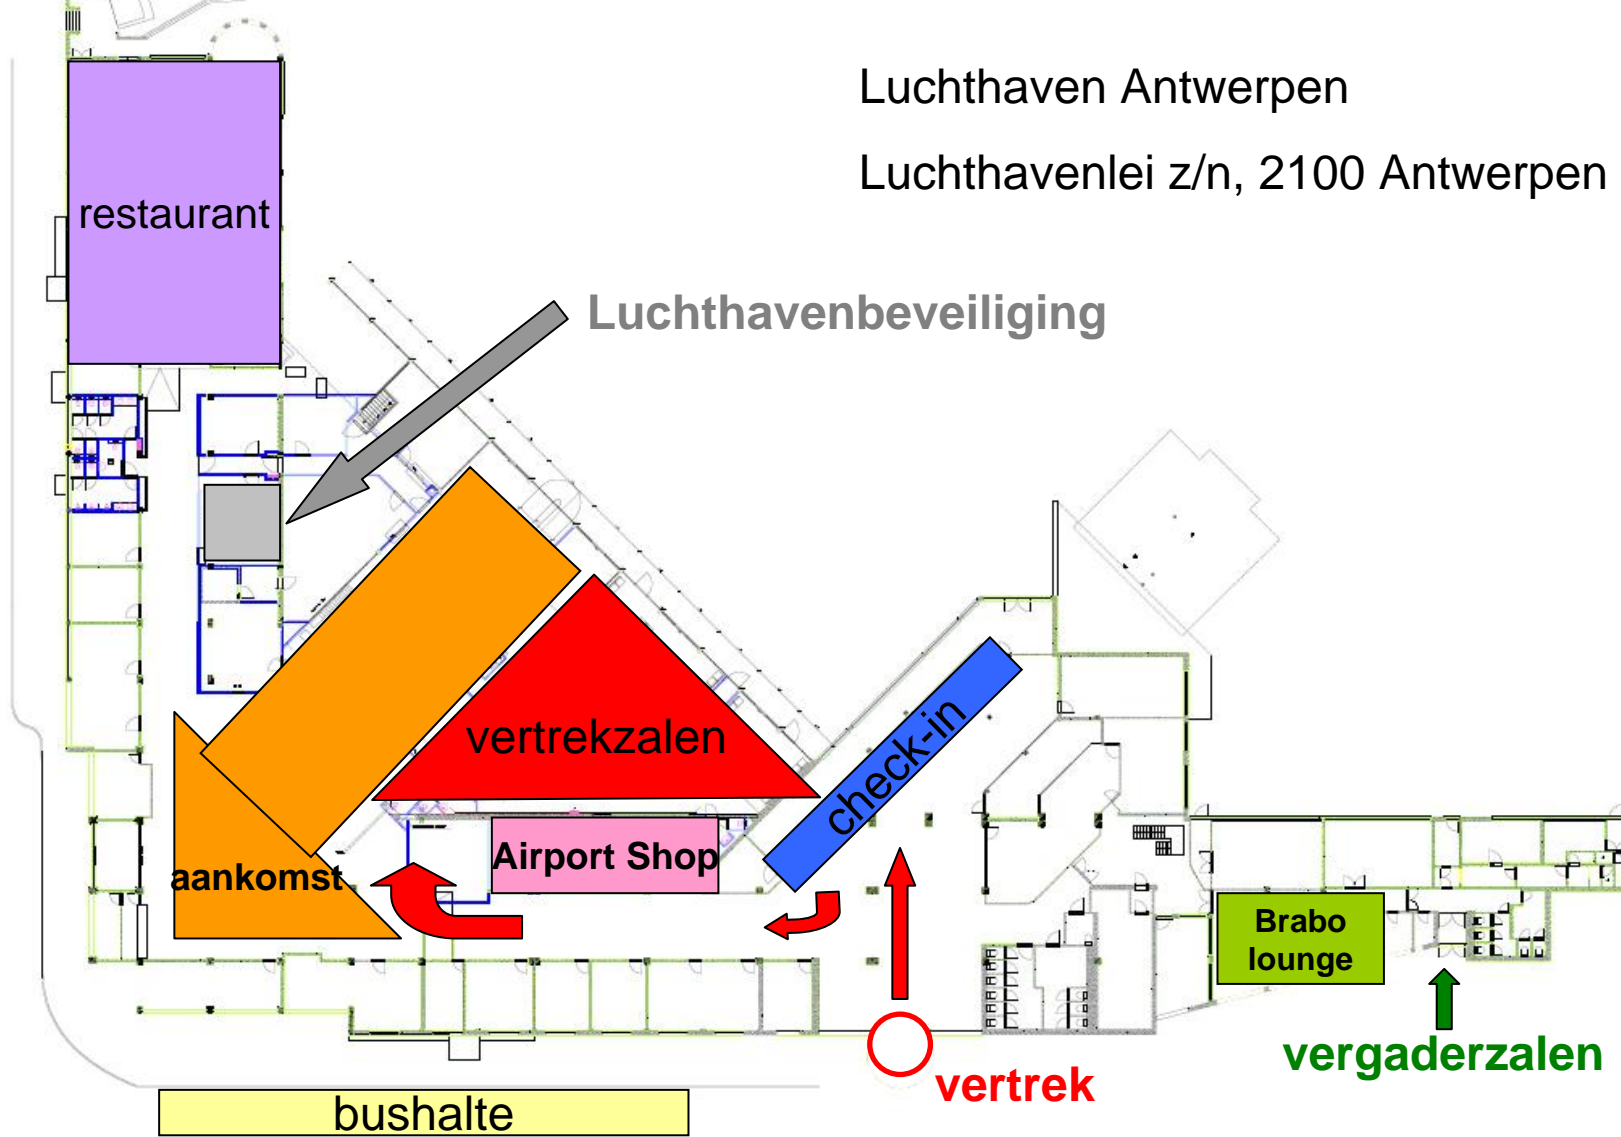 Luchthaven Antwerpen
Luchthavenlei z/n, 2100 Antwerpen
restaurant
Luchthavenbeveiliging
vertrekzalen
check-in
Airport Shop
aankomst
Brabo
lounge
vergaderzalen
vertrek
bushalte